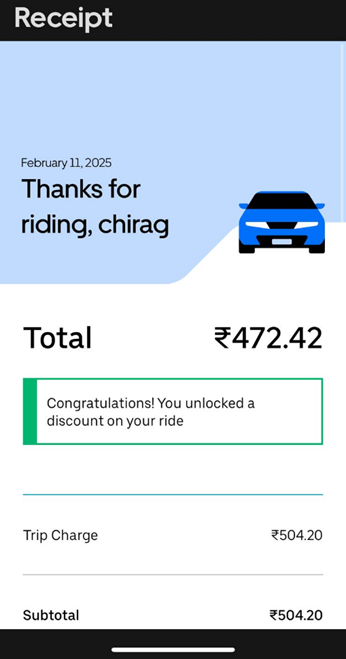 Receipt
February 11, 2025
Thanks for
riding, chirag
Total ₹472.42
Congratulations! You unlocked a
discount on your ride
Trip Charge ₹504.20
Subtotal ₹504.20